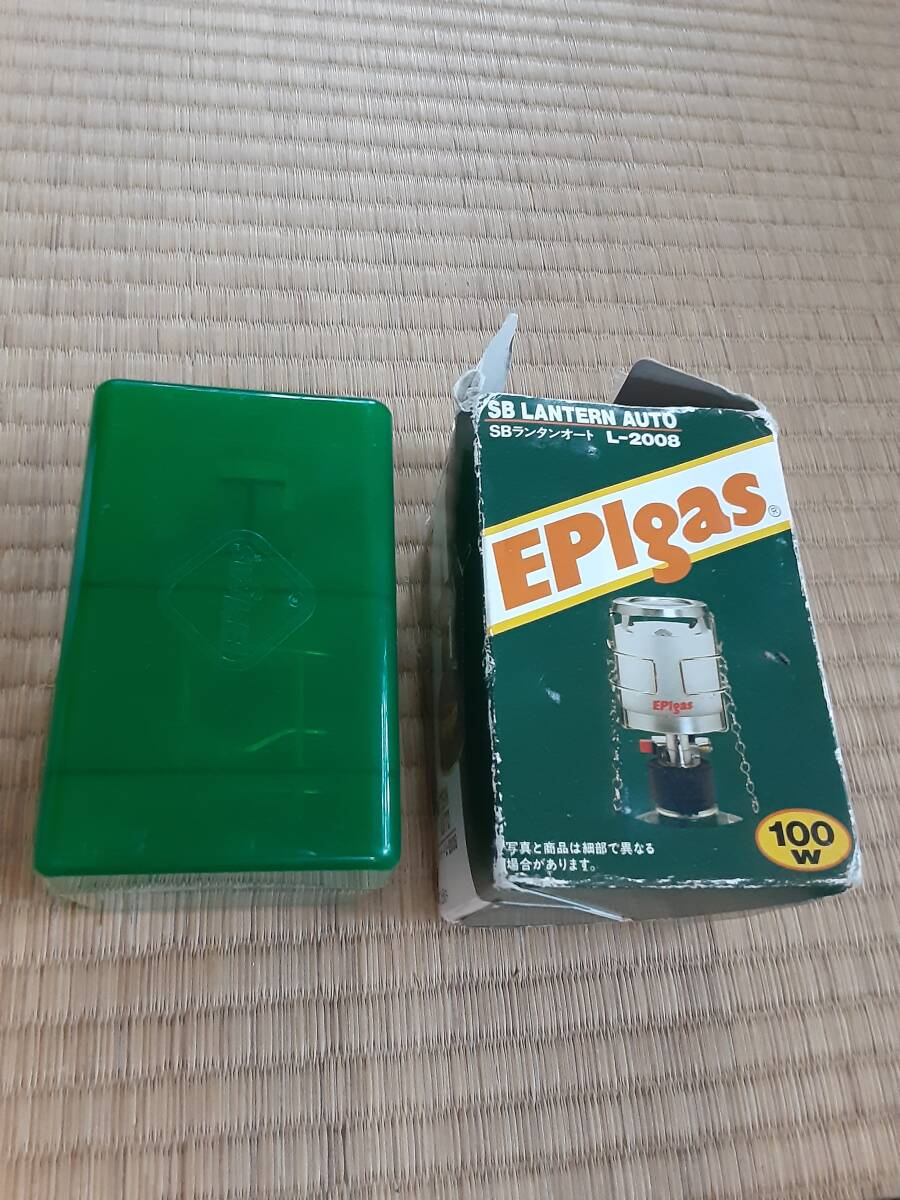 SB LANTERN AUTO
SBランタンオート L-2008
EPIgas®
EPIgas
100
W
写真と商品は細部で異なる
場合があります。